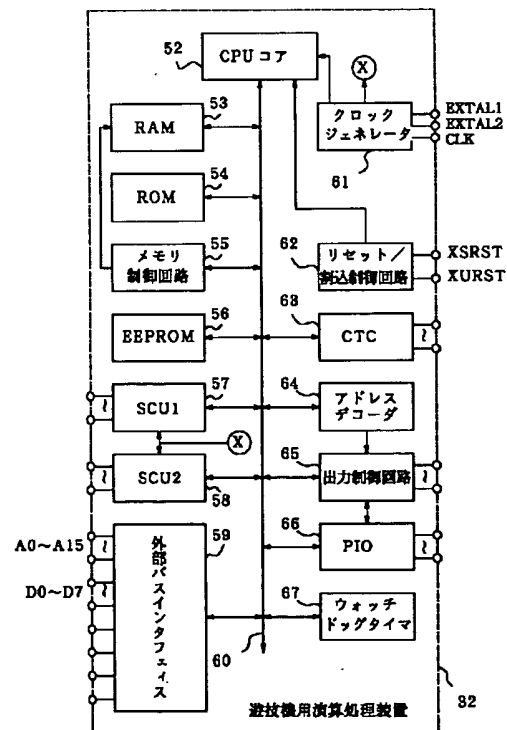 52
CPUコア
X
53
RAM
クロック
ジェネレータ
EXTAL1
EXTAL2
CLK
61
54
ROM
55
メモリ
制御回路
62
リセット/
割込制御回路
XSRST
XURST
56
EEPROM
63
CTC
57
SCU1
64
アドレス
デコーダ
X
SCU2
58
65
出力制御回路
59
外部バスインタフェイス
A0~A15
D0~D7
66
PIO
67
ウォッチ
ドッグタイマ
60
遊技機用演算処理装置
32